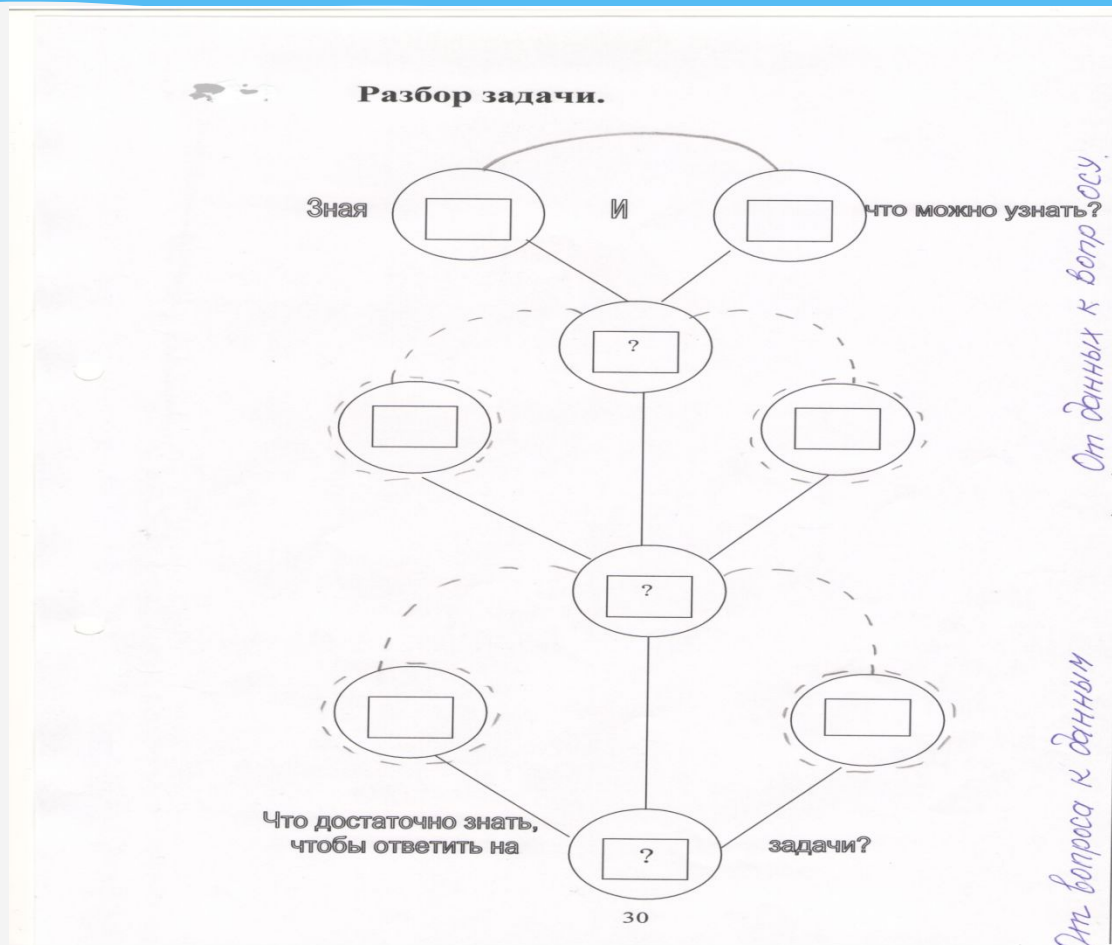 Разбор задачи.
Зная
И
что можно узнать?
?
?
Что достаточно знать,
чтобы ответить на
?
задачи?
30
От данных к вопросу.
От вопроса к данным